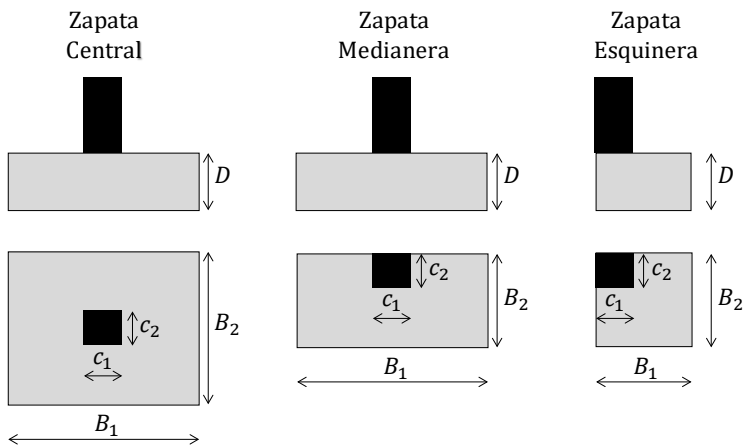 Zapata
Central
Zapata
Medianera
Zapata
Esquinera
D
D
D
c₂
c₁
B₂
B₁
c₂
c₁
B₂
B₁
c₂
c₁
B₂
B₁